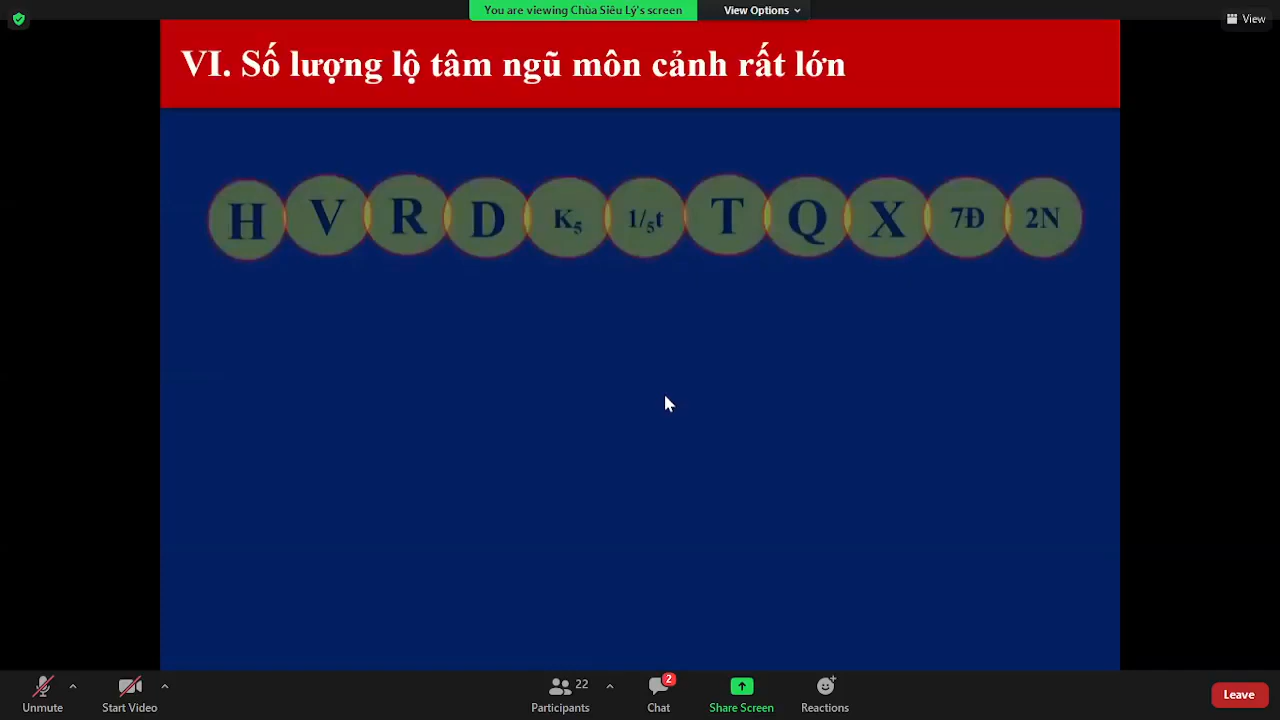 You are viewing Chùa Siêu Lý's screen
View Options
View
VI. Số lượng lộ tâm ngũ môn cảnh rất lớn
H V R D K₅ 1/₅t T Q X 7Đ 2N
Unmute
Start Video
22
Participants
2
Chat
Share Screen
Reactions
Leave